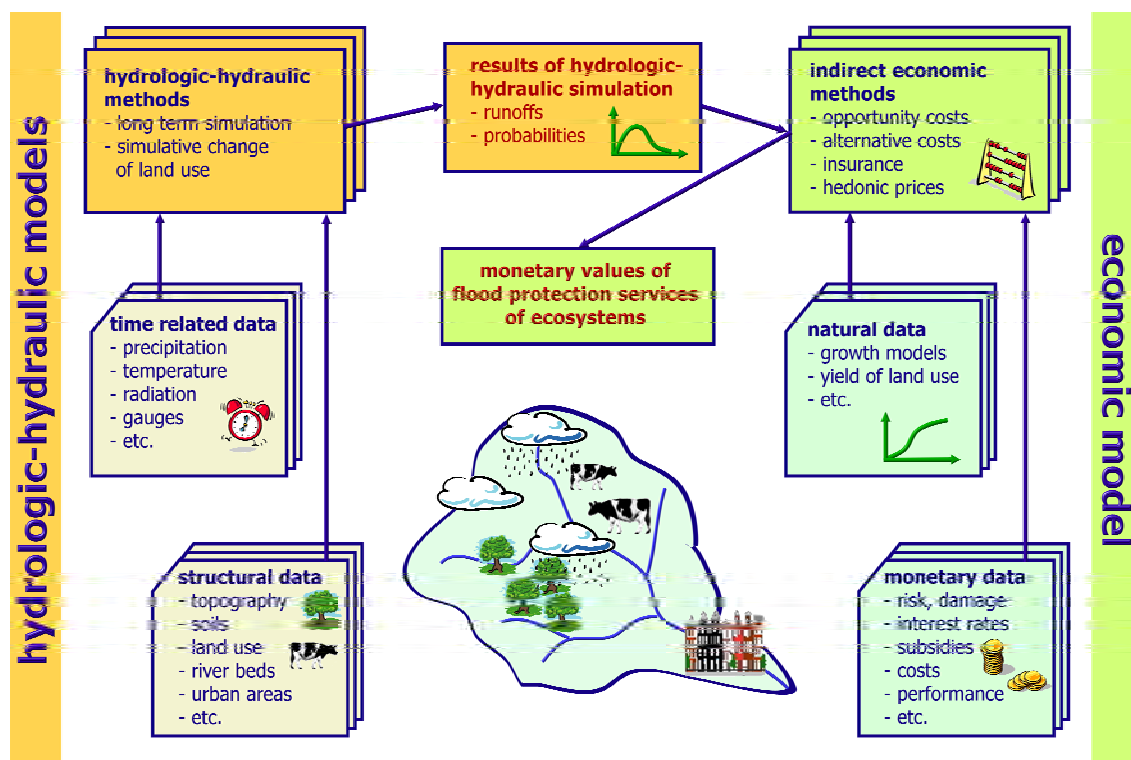 hydrologic-hydraulic models
hydrologic-hydraulic
methods
- long term simulation
- simulative change
of land use
results of hydrologic-
hydraulic simulation
- runoffs
- probabilities
indirect economic
methods
- opportunity costs
- alternative costs
- insurance
- hedonic prices
monetary values of
flood protection services
of ecosystems
time related data
- precipitation
- temperature
- radiation
- gauges
- etc.
natural data
- growth models
- yield of land use
- etc.
structural data
- topography
- soils
- land use
- river beds
- urban areas
- etc.
monetary data
- risk, damage
- interest rates
- subsidies
- costs
- performance
- etc.
economic model